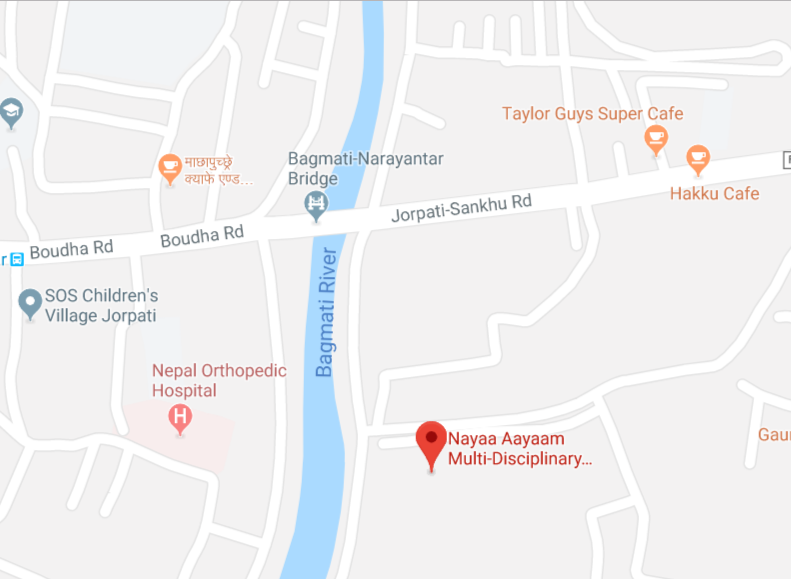 Taylor Guys Super Cafe
माछापुच्छ्रे
क्याफे एण्ड...
Bagmati-Narayantar
Bridge
Hakku Cafe
Jorpati-Sankhu Rd
Boudha Rd
Boudha Rd
Bagmati River
SOS Children's
Village Jorpati
Nepal Orthopedic
Hospital
H
Nayaa Aayaam
Multi-Disciplinary...
Gaur